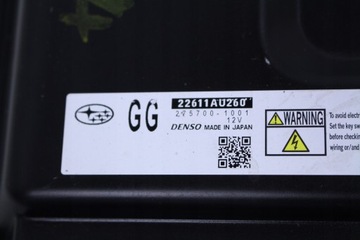 GG
22611AU260
275700-1001
12V
DENSO MADE IN JAPAN
WARNING
To avoid electr
Set the key sw
before checkin
wiring or/and